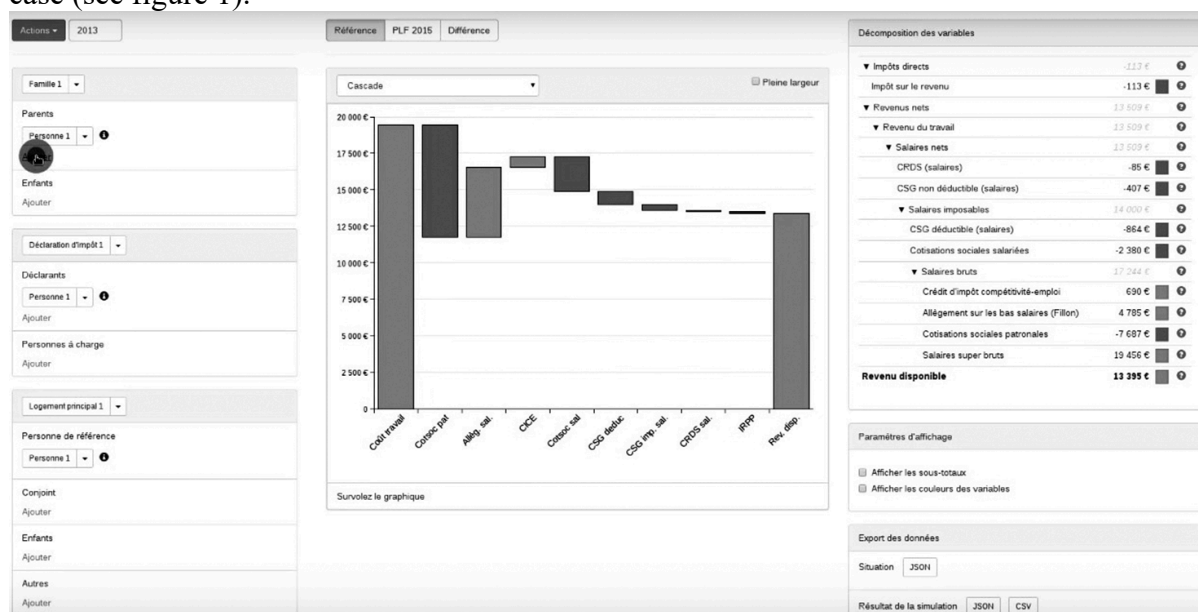 case (see figure 1).
Actions
2013
Famille 1
Parents
Personne 1
Enfants
Ajouter
Déclaration d'impôt 1
Déclarants
Personne 1
Ajouter
Personnes à charge
Ajouter
Logement principal 1
Personne de référence
Personne 1
Conjoint
Ajouter
Enfants
Ajouter
Autres
Ajouter
Référence PLF 2015 Différence
Cascade
Pleine largeur
20 000 €
17 500 €
15 000 €
12 500 €
10 000 €
7 500 €
5 000 €
2 500 €
0
Coût travail
Cotsoc pat
Allèg. sal.
CICE
Cotsoc sal
CSG deduc
CSG imp. sal.
CRDS sal.
IRPP
Rev. disp.
Survolez le graphique
Décomposition des variables
Impôts directs -113 €
Impôt sur le revenu -113 €
Revenus nets 13 509 €
Revenu du travail 13 509 €
Salaires nets 13 509 €
CRDS (salaires) -85 €
CSG non déductible (salaires) -407 €
Salaires imposables 14 000 €
CSG déductible (salaires) -864 €
Cotisations sociales salariées -2 380 €
Salaires bruts 17 244 €
Crédit d'impôt compétitivité-emploi 690 €
Allègement sur les bas salaires (Fillon) 4 785 €
Cotisations sociales patronales -7 687 €
Salaires super bruts 19 456 €
Revenu disponible 13 395 €
Paramètres d'affichage
Afficher les sous-totaux
Afficher les couleurs des variables
Export des données
Situation JSON
Résultat de la simulation JSON CSV